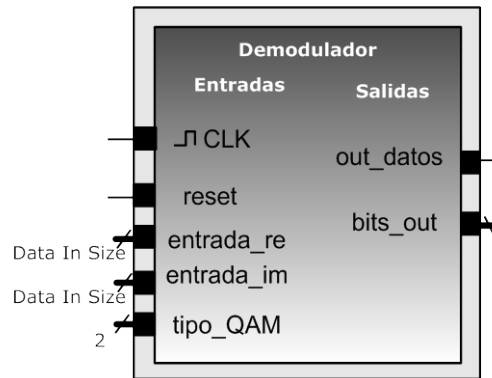 Demodulador
Entradas Salidas
CLK
out_datos
reset
bits_out
entrada_re
Data In Size
entrada_im
Data In Size
tipo_QAM
2